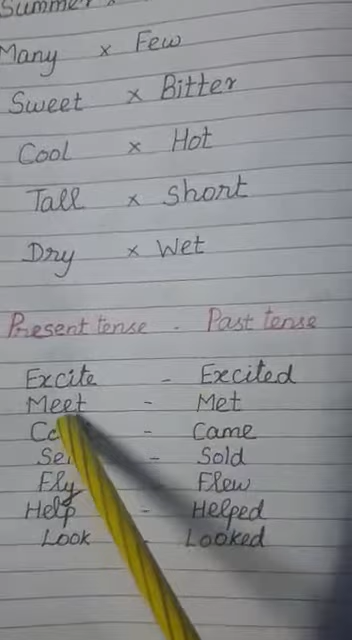 Summer ×
Many × Few
Sweet × Bitter
Cool × Hot
Tall × Short
Dry × Wet
Present tense - Past tense
Excite - Excited
Meet - Met
- Came
- Sold
Fly - Flew
Help - Helped
Look - Looked